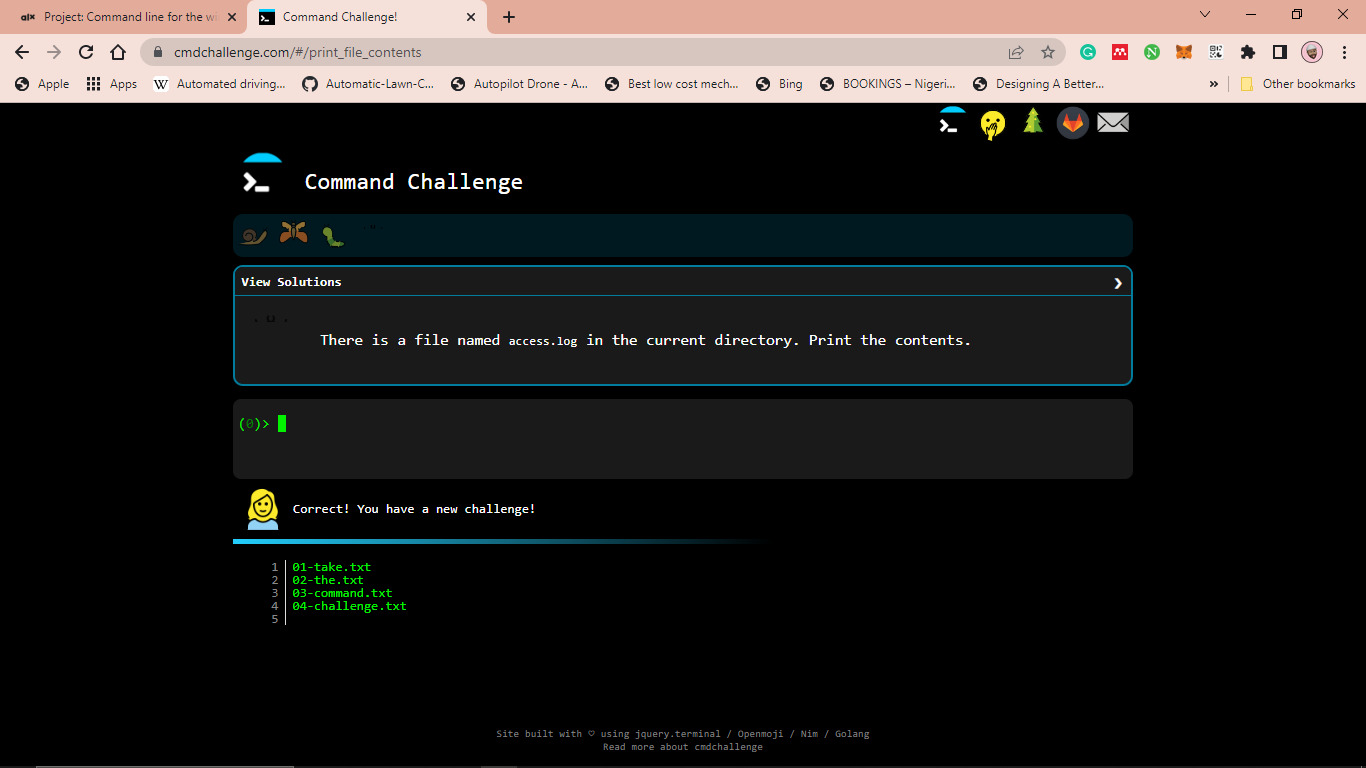 alx Project: Command line for the wi
Command Challenge!
cmdchallenge.com/#/print_file_contents
Apple
Apps
W Automated driving...
Automatic-Lawn-C...
Autopilot Drone - A...
Best low cost mech...
Bing
BOOKINGS – Nigeri...
Designing A Better...
»
Other bookmarks
Command Challenge
View Solutions
There is a file named access.log in the current directory. Print the contents.
(0)>
Correct! You have a new challenge!
1 01-take.txt
2 02-the.txt
3 03-command.txt
4 04-challenge.txt
5
Site built with ♡ using jquery.terminal / Openmoji / Nim / Golang
Read more about cmdchallenge